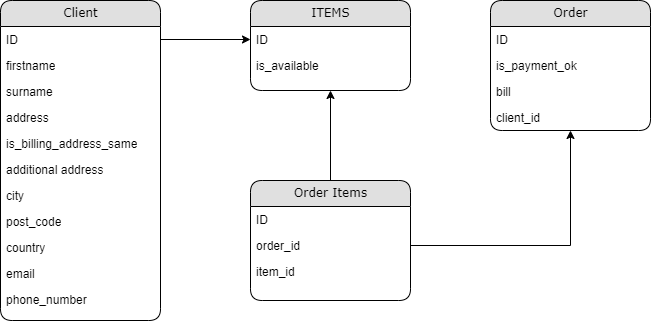 Client
ID
firstname
surname
address
is_billing_address_same
additional address
city
post_code
country
email
phone_number
ITEMS
ID
is_available
Order
ID
is_payment_ok
bill
client_id
Order Items
ID
order_id
item_id